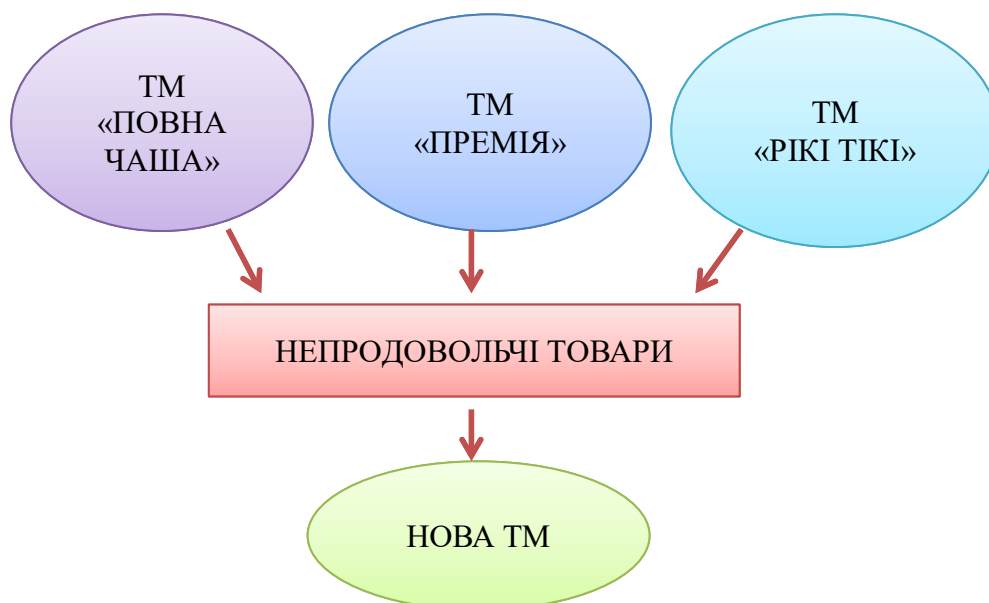 ТМ
«ПОВНА
ЧАША»
ТМ
«ПРЕМІЯ»
ТМ
«РІКІ ТІКІ»
НЕПРОДОВОЛЬЧІ ТОВАРИ
НОВА ТМ